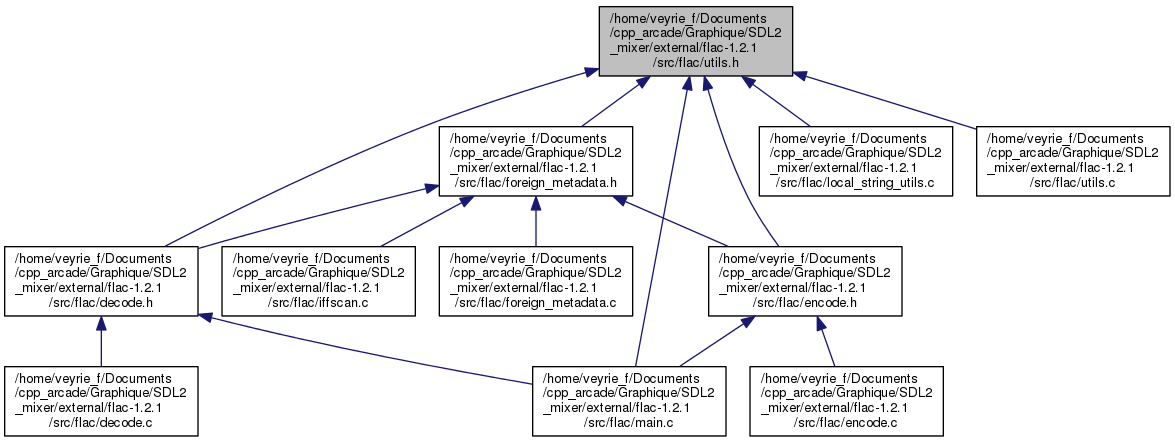 /home/veyrie_f/Documents
/cpp_arcade/Graphique/SDL2
_mixer/external/flac-1.2.1
/src/flac/utils.h
/home/veyrie_f/Documents
/cpp_arcade/Graphique/SDL2
_mixer/external/flac-1.2.1
/src/flac/foreign_metadata.h
/home/veyrie_f/Documents
/cpp_arcade/Graphique/SDL2
_mixer/external/flac-1.2.1
/src/flac/local_string_utils.c
/home/veyrie_f/Documents
/cpp_arcade/Graphique/SDL2
_mixer/external/flac-1.2.1
/src/flac/utils.c
/home/veyrie_f/Documents
/cpp_arcade/Graphique/SDL2
_mixer/external/flac-1.2.1
/src/flac/decode.h
/home/veyrie_f/Documents
/cpp_arcade/Graphique/SDL2
_mixer/external/flac-1.2.1
/src/flac/iffscan.c
/home/veyrie_f/Documents
/cpp_arcade/Graphique/SDL2
_mixer/external/flac-1.2.1
/src/flac/foreign_metadata.c
/home/veyrie_f/Documents
/cpp_arcade/Graphique/SDL2
_mixer/external/flac-1.2.1
/src/flac/encode.h
/home/veyrie_f/Documents
/cpp_arcade/Graphique/SDL2
_mixer/external/flac-1.2.1
/src/flac/decode.c
/home/veyrie_f/Documents
/cpp_arcade/Graphique/SDL2
_mixer/external/flac-1.2.1
/src/flac/main.c
/home/veyrie_f/Documents
/cpp_arcade/Graphique/SDL2
_mixer/external/flac-1.2.1
/src/flac/encode.c